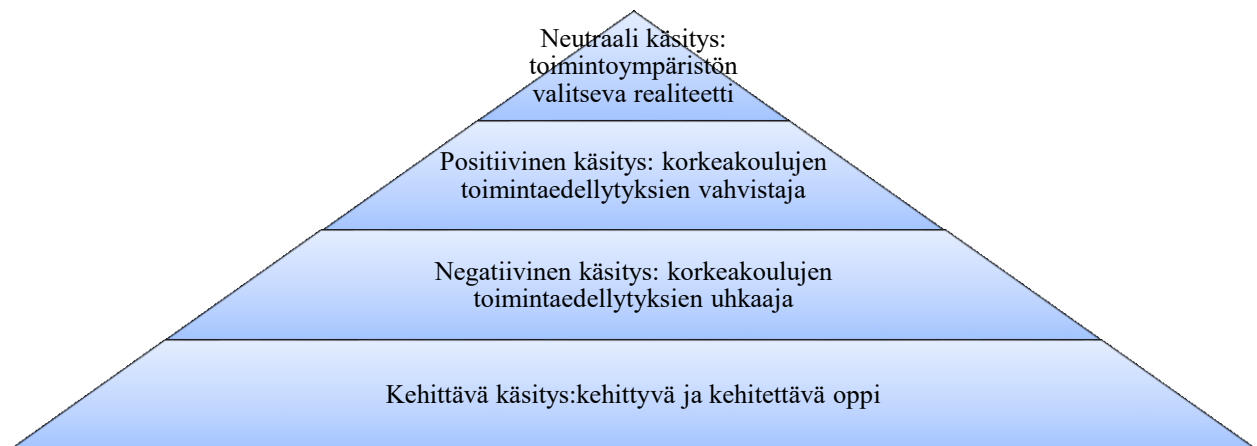 Neutraali käsitys:
toimintoympäristön
valitseva realiteetti
Positiivinen käsitys: korkeakoulujen
toimintaedellytyksien vahvistaja
Negatiivinen käsitys: korkeakoulujen
toimintaedellytyksien uhkaaja
Kehittävä käsitys:kehittyvä ja kehitettävä oppi